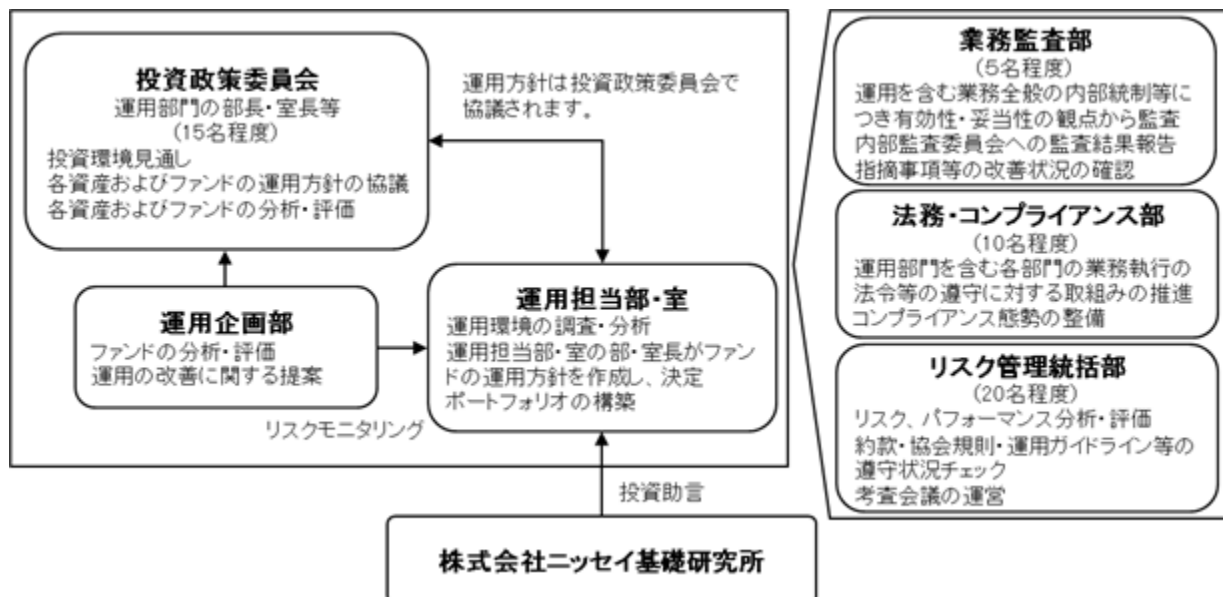 投資政策委員会
運用部門の部長・室長等
(15名程度)
投資環境見通し
各資産およびファンドの運用方針の協議
各資産およびファンドの分析・評価
運用方針は投資政策委員会で
協議されます。
運用企画部
ファンドの分析・評価
運用の改善に関する提案
リスクモニタリング
運用担当部・室
運用環境の調査・分析
運用担当部・室の部・室長がファン
ドの運用方針を作成し、決定
ポートフォリオの構築
投資助言
株式会社ニッセイ基礎研究所
業務監査部
(5名程度)
運用を含む業務全般の内部統制等に
つき有効性・妥当性の観点から監査
内部監査委員会への監査結果報告
指摘事項等の改善状況の確認
法務・コンプライアンス部
(10名程度)
運用部門を含む各部門の業務執行の
法令等の遵守に対する取組みの推進
コンプライアンス態勢の整備
リスク管理統括部
(20名程度)
リスク、パフォーマンス分析・評価
約款・協会規則・運用ガイドライン等の
遵守状況チェック
考査会議の運営